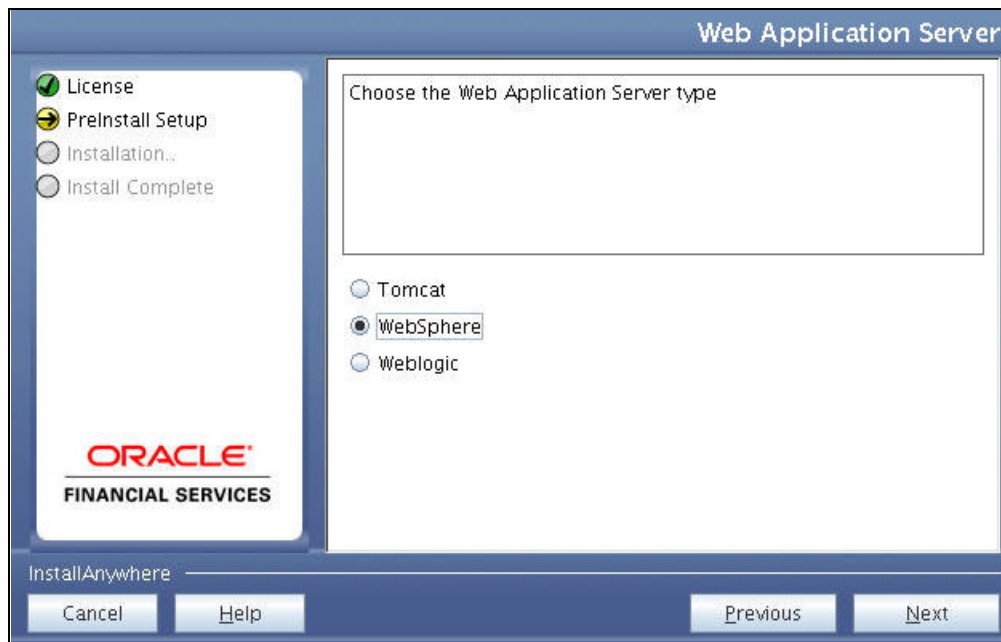 Web Application Server
License
PreInstall Setup
Installation..
Install Complete
Choose the Web Application Server type
Tomcat
WebSphere
Weblogic
ORACLE
FINANCIAL SERVICES
InstallAnywhere
Cancel
Help
Previous
Next